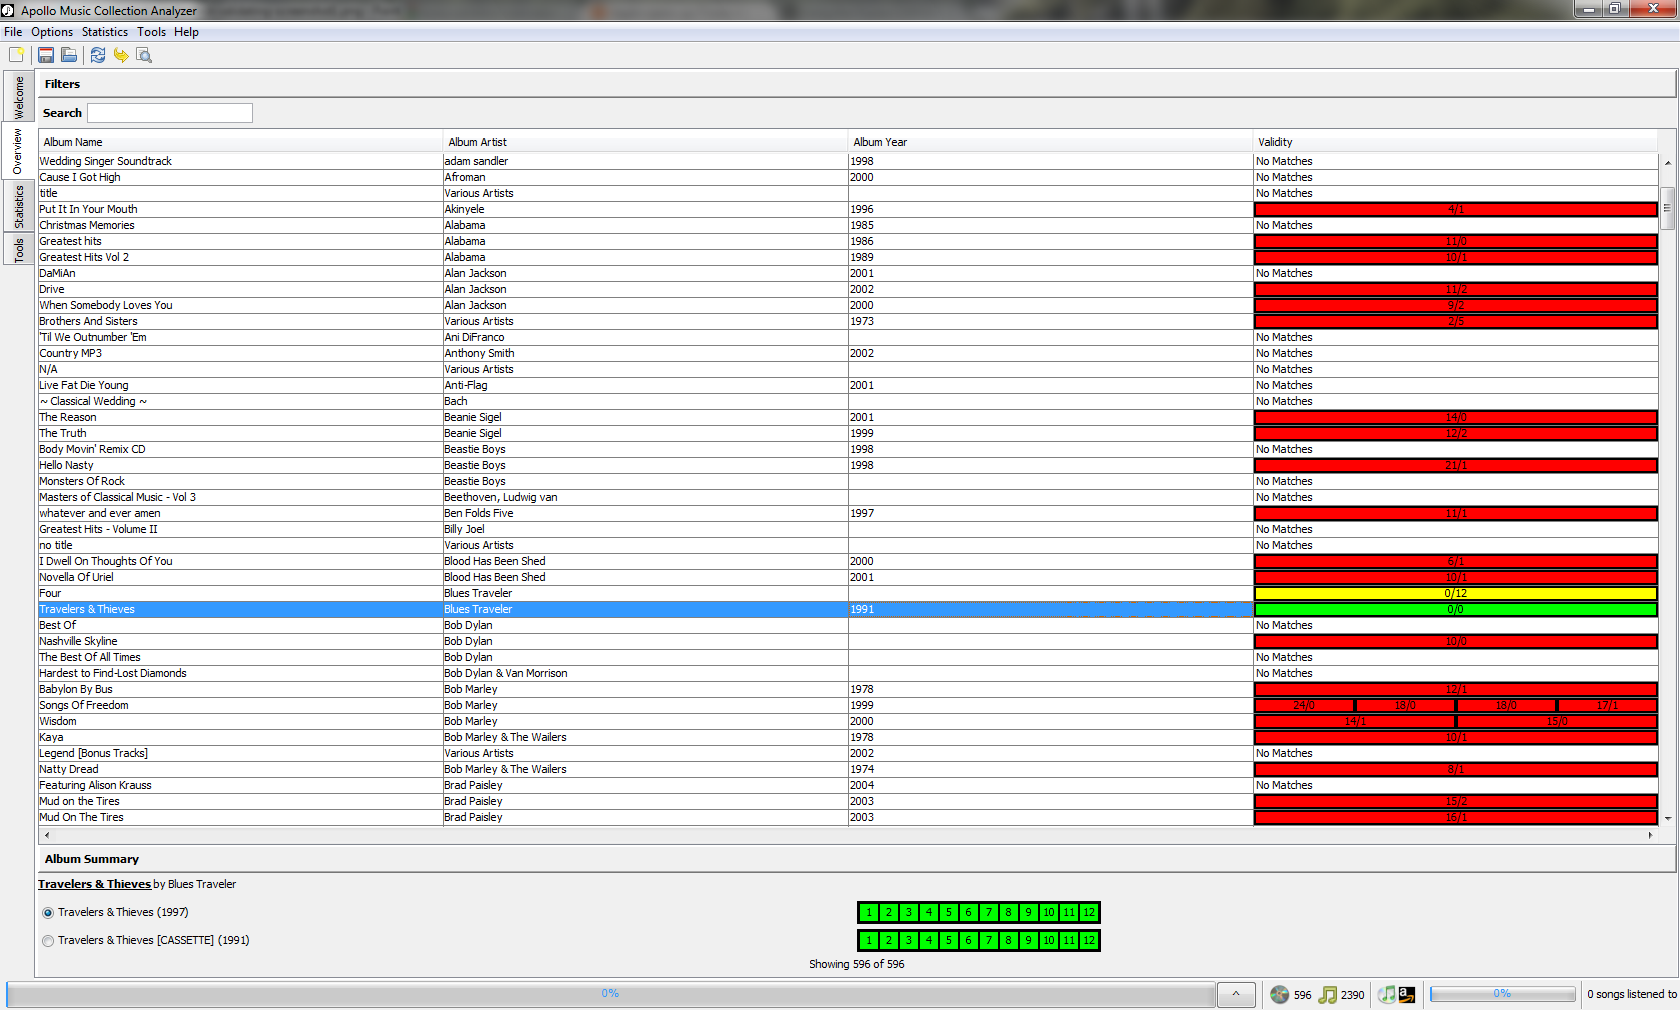 Apollo Music Collection Analyzer
File Options Statistics Tools Help
Welcome
Overview
Statistics
Tools
Filters
Search
Album Name Album Artist Album Year Validity
Wedding Singer Soundtrack adam sandler 1998 No Matches
Cause I Got High Afroman 2000 No Matches
title Various Artists No Matches
Put It In Your Mouth Akinyele 1996 4/1
Christmas Memories Alabama 1985 No Matches
Greatest hits Alabama 1986 11/0
Greatest Hits Vol 2 Alabama 1989 10/1
DaMiAn Alan Jackson 2001 No Matches
Drive Alan Jackson 2002 11/2
When Somebody Loves You Alan Jackson 2000 9/2
Brothers And Sisters Various Artists 1973 2/5
'Til We Outnumber 'Em Ani DiFranco No Matches
Country MP3 Anthony Smith 2002 No Matches
N/A Various Artists No Matches
Live Fat Die Young Anti-Flag 2001 No Matches
~ Classical Wedding ~ Bach No Matches
The Reason Beanie Sigel 2001 14/0
The Truth Beanie Sigel 1999 12/2
Body Movin' Remix CD Beastie Boys 1998 No Matches
Hello Nasty Beastie Boys 1998 21/1
Monsters Of Rock Beastie Boys No Matches
Masters of Classical Music - Vol 3 Beethoven, Ludwig van No Matches
whatever and ever amen Ben Folds Five 1997 11/1
Greatest Hits - Volume II Billy Joel No Matches
no title Various Artists No Matches
I Dwell On Thoughts Of You Blood Has Been Shed 2000 6/1
Novella Of Uriel Blood Has Been Shed 2001 10/1
Four Blues Traveler 0/12
Travelers & Thieves Blues Traveler 1991 0/0
Best Of Bob Dylan No Matches
Nashville Skyline Bob Dylan 10/0
The Best Of All Times Bob Dylan No Matches
Hardest to Find-Lost Diamonds Bob Dylan & Van Morrison No Matches
Babylon By Bus Bob Marley 1978 12/1
Songs Of Freedom Bob Marley 1999 24/0 18/0 18/0 17/1
Wisdom Bob Marley 2000 14/1 15/0
Kaya Bob Marley & The Wailers 1978 10/1
Legend [Bonus Tracks] Various Artists 2002 No Matches
Natty Dread Bob Marley & The Wailers 1974 8/1
Featuring Alison Krauss Brad Paisley 2004 No Matches
Mud on the Tires Brad Paisley 2003 15/2
Mud On The Tires Brad Paisley 2003 16/1
Album Summary
Travelers & Thieves by Blues Traveler
Travelers & Thieves (1997) 1 2 3 4 5 6 7 8 9 10 11 12
Travelers & Thieves [CASSETTE] (1991) 1 2 3 4 5 6 7 8 9 10 11 12
Showing 596 of 596
0% ^ 596 2390 a 0% 0 songs listened to